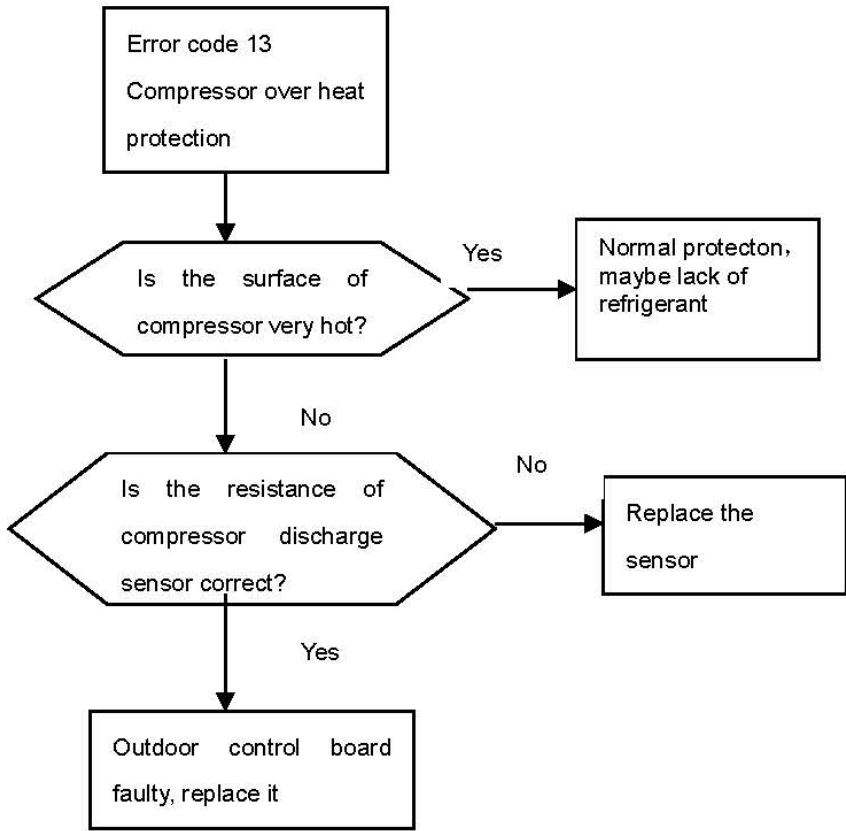 Error code 13
Compressor over heat
protection
Is the surface of
compressor very hot?
Yes
Normal protecton，
maybe lack of
refrigerant
No
Is the resistance of
compressor discharge
sensor correct?
No
Replace the
sensor
Yes
Outdoor control board
faulty, replace it